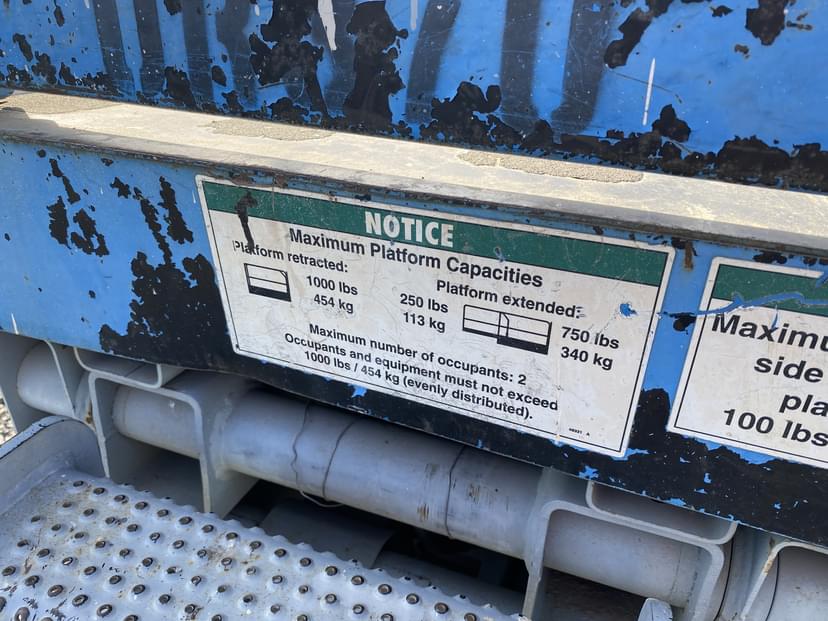 NOTICE
Maximum Platform Capacities
Platform retracted:
1000 lbs
454 kg
Platform extended:
250 lbs
113 kg
750 lbs
340 kg
Maximum number of occupants: 2
Occupants and equipment must not exceed
1000 lbs / 454 kg (evenly distributed).
Maximu
side
pla
100 lbs